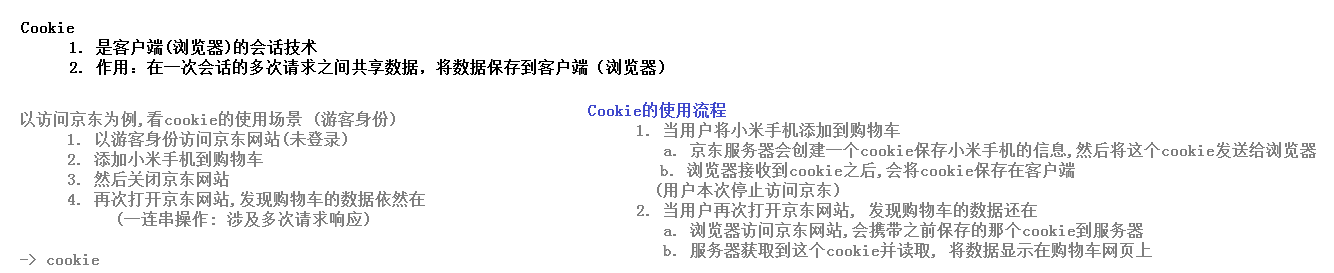 Cookie
1. 是客户端(浏览器)的会话技术
2. 作用：在一次会话的多次请求之间共享数据，将数据保存到客户端（浏览器）
以访问京东为例,看cookie的使用场景 (游客身份)
1. 以游客身份访问京东网站(未登录)
2. 添加小米手机到购物车
3. 然后关闭京东网站
4. 再次打开京东网站,发现购物车的数据依然在
(一连串操作: 涉及多次请求响应)
-> cookie
Cookie的使用流程
1. 当用户将小米手机添加到购物车
a. 京东服务器会创建一个cookie保存小米手机的信息,然后将这个cookie发送给浏览器
b. 浏览器接收到cookie之后,会将cookie保存在客户端
(用户本次停止访问京东)
2. 当用户再次打开京东网站, 发现购物车的数据还在
a. 浏览器访问京东网站,会携带之前保存的那个cookie到服务器
b. 服务器获取到这个cookie并读取, 将数据显示在购物车网页上